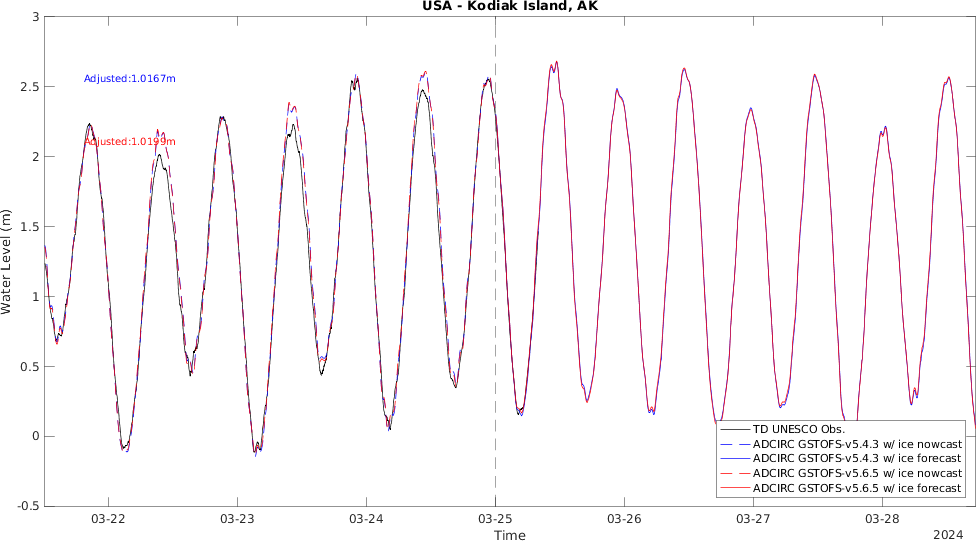 USA - Kodiak Island, AK
3
2.5
2
1.5
1
0.5
0
-0.5
Water Level (m)
Adjusted:1.0167m
Adjusted:1.0199m
TD UNESCO Obs.
ADCIRC GSTOFS-v5.4.3 w/ ice nowcast
ADCIRC GSTOFS-v5.4.3 w/ ice forecast
ADCIRC GSTOFS-v5.6.5 w/ ice nowcast
ADCIRC GSTOFS-v5.6.5 w/ ice forecast
03-22 03-23 03-24 03-25 03-26 03-27 03-28
Time
2024